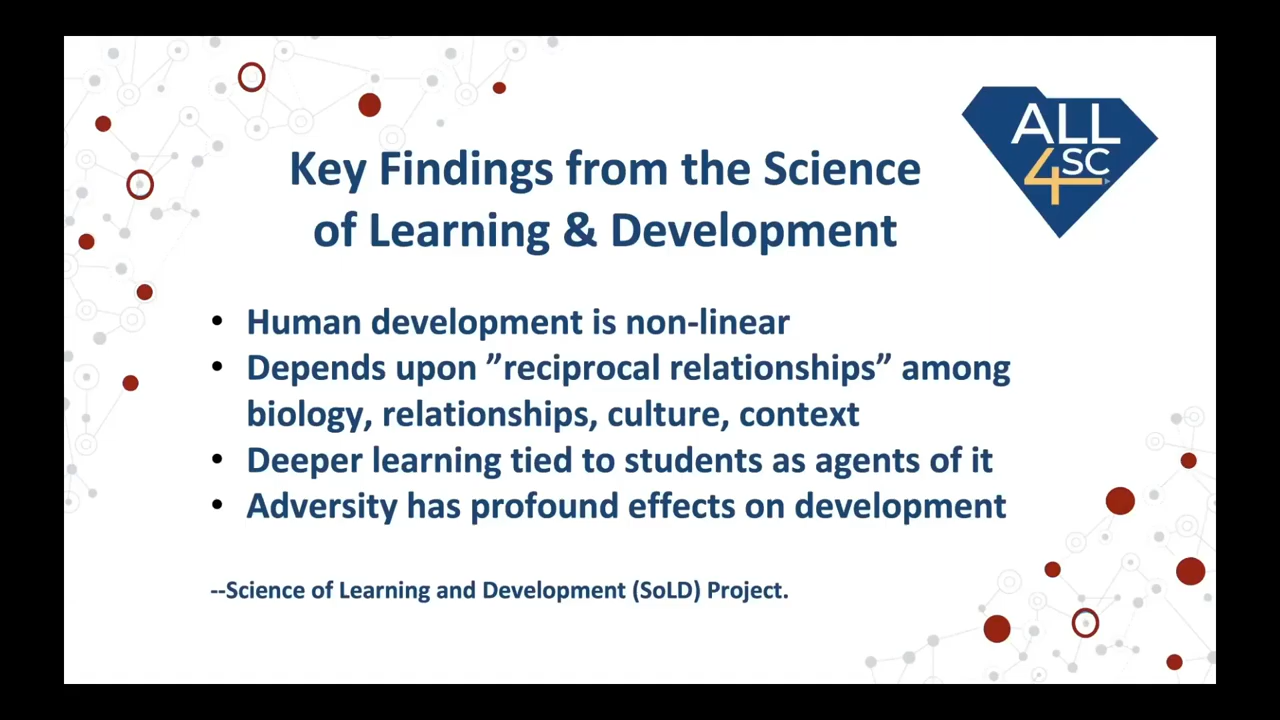 ALL
4SC
Key Findings from the Science
of Learning & Development
• Human development is non-linear
• Depends upon ”reciprocal relationships” among
biology, relationships, culture, context
• Deeper learning tied to students as agents of it
• Adversity has profound effects on development
--Science of Learning and Development (SoLD) Project.